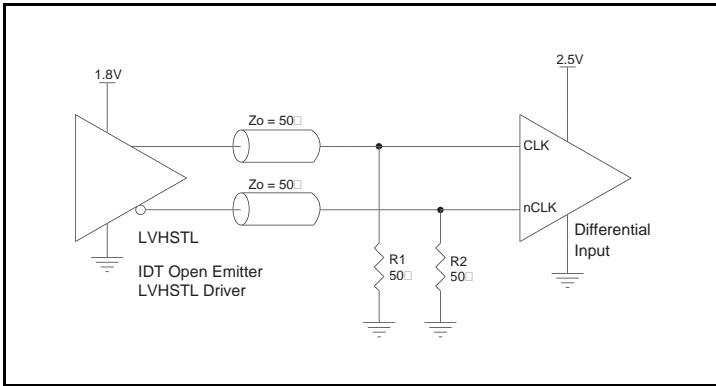 1.8V
2.5V
Zo = 50□
CLK
Zo = 50□
nCLK
LVHSTL
Differential
Input
IDT Open Emitter
LVHSTL Driver
R1
50□
R2
50□